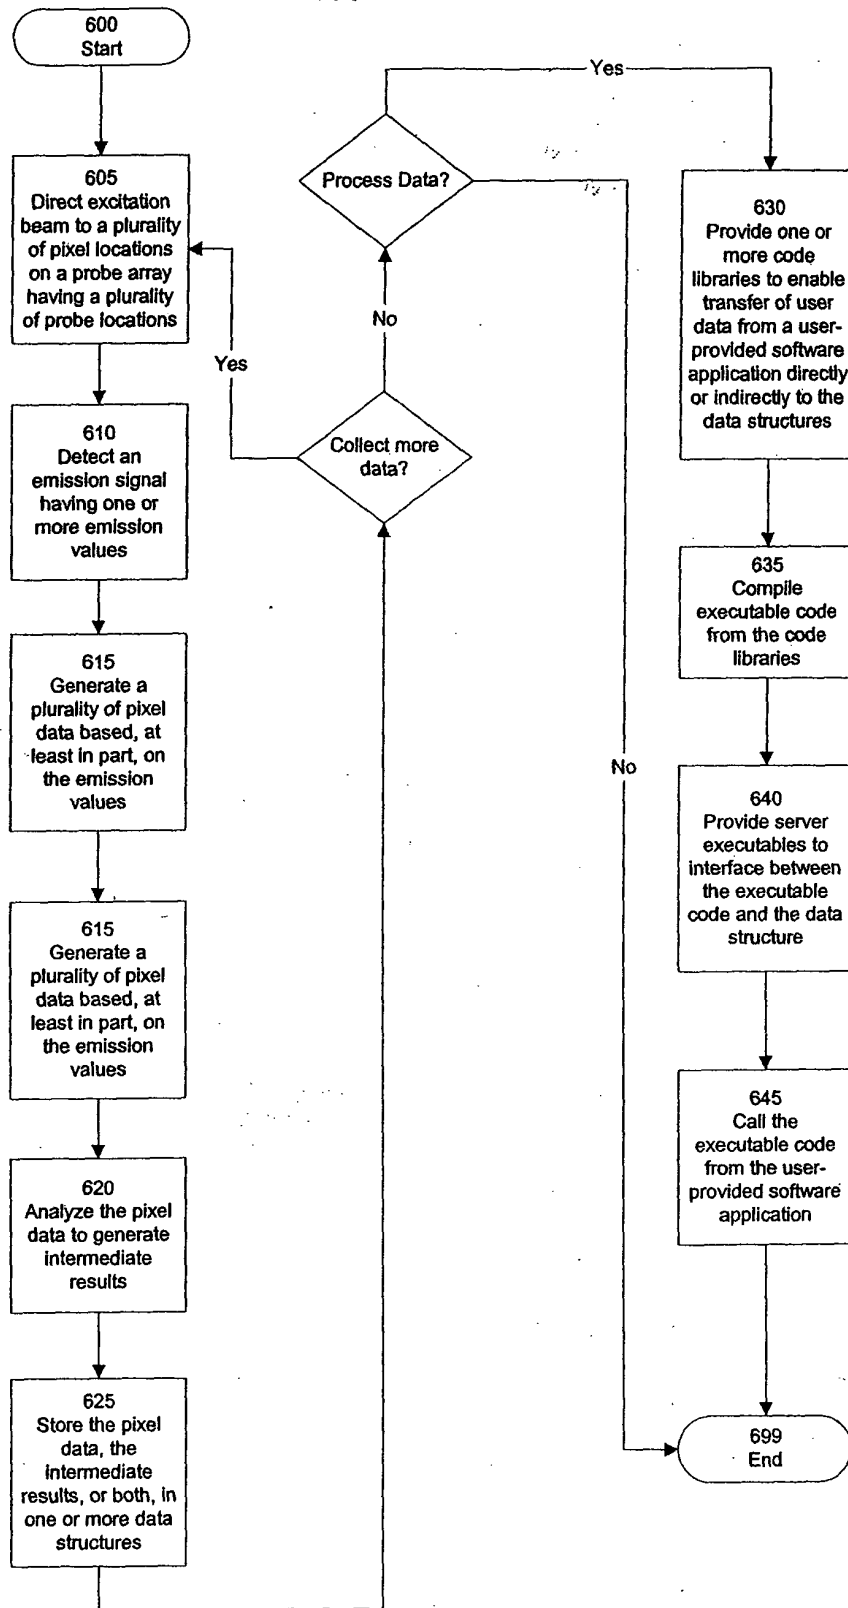 600
Start
605
Direct excitation
beam to a plurality
of pixel locations
on a probe array
having a plurality
of probe locations
610
Detect an
emission signal
having one or
more emission
values
615
Generate a
plurality of pixel
data based, at
least in part, on
the emission
values
615
Generate a
plurality of pixel
data based, at
least in part, on
the emission
values
620
Analyze the pixel
data to generate
intermediate
results
625
Store the pixel
data, the
intermediate
results, or both, in
one or more data
structures
Yes
Collect more
data?
No
Process Data?
Yes
No
630
Provide one or
more code
libraries to enable
transfer of user
data from a user-
provided software
application directly
or indirectly to the
data structures
635
Compile
executable code
from the code
libraries
640
Provide server
executables to
interface between
the executable
code and the data
structure
645
Call the
executable code
from the user-
provided software
application
699
End